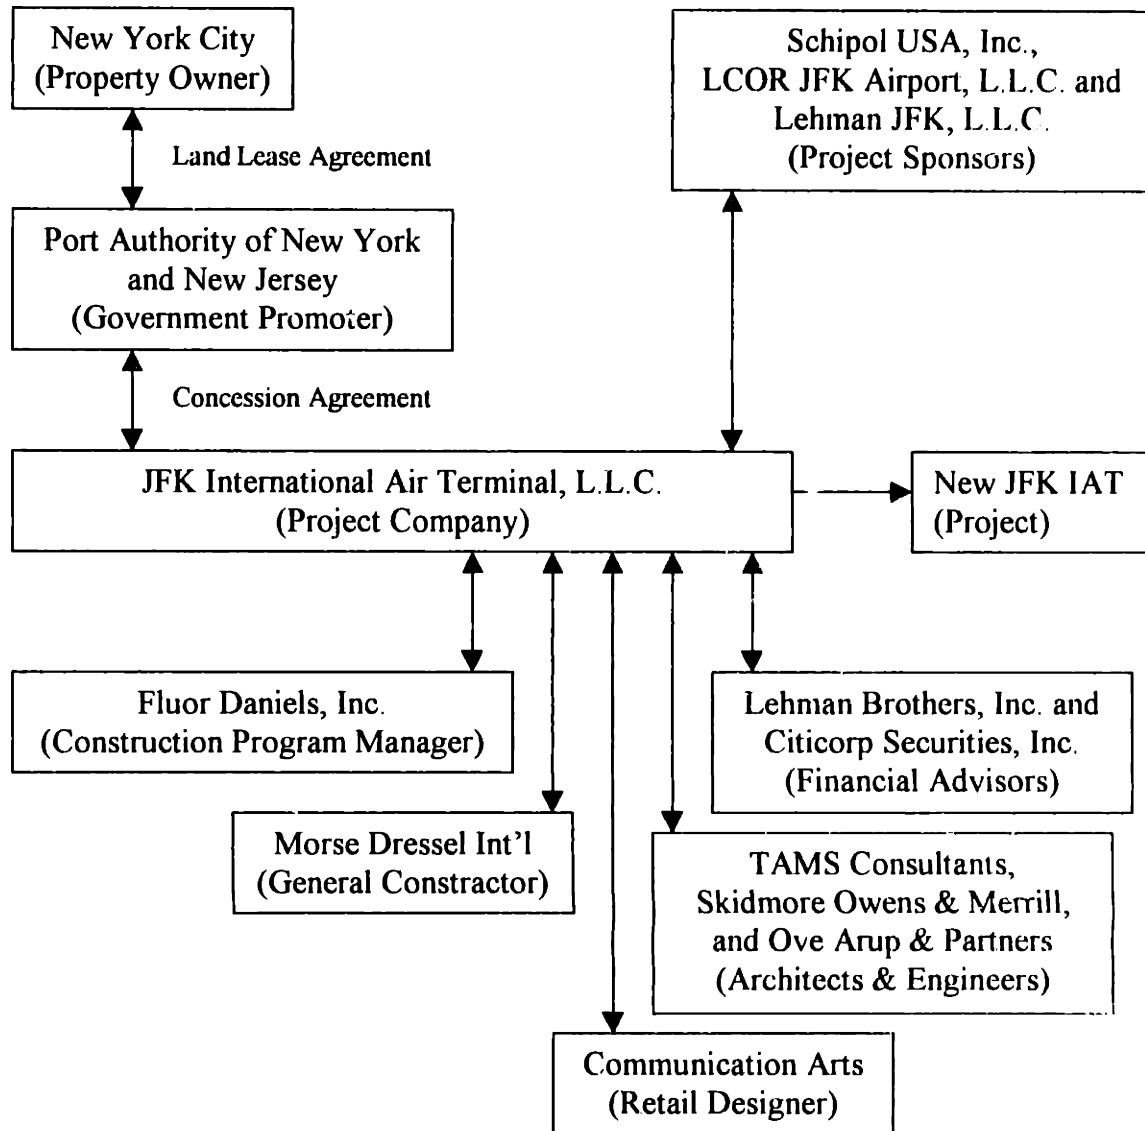 New York City
(Property Owner)
Schipol USA, Inc.,
LCOR JFK Airport, L.L.C. and
Lehman JFK, L.L.C.
(Project Sponsors)
Land Lease Agreement
Port Authority of New York
and New Jersey
(Government Promoter)
Concession Agreement
JFK International Air Terminal, L.L.C.
(Project Company)
New JFK IAT
(Project)
Fluor Daniels, Inc.
(Construction Program Manager)
Lehman Brothers, Inc. and
Citicorp Securities, Inc.
(Financial Advisors)
Morse Dressel Int'l
(General Constractor)
TAMS Consultants,
Skidmore Owens & Merrill,
and Ove Arup & Partners
(Architects & Engineers)
Communication Arts
(Retail Designer)